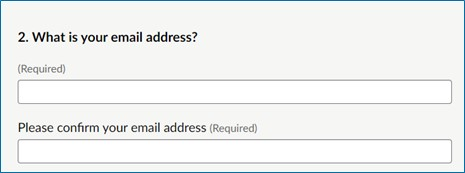 2. What is your email address?
(Required)
Please confirm your email address (Required)